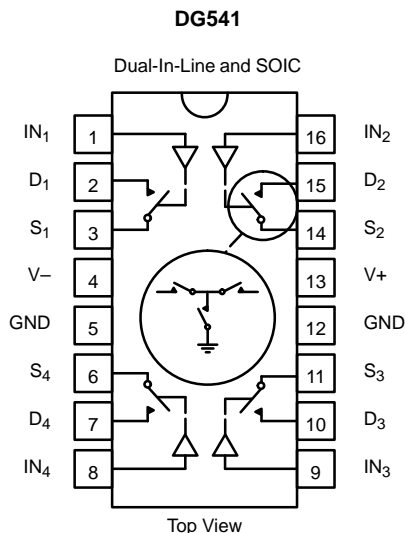 DG541
Dual-In-Line and SOIC
IN1 1 16 IN2
D1 2 15 D2
S1 3 14 S2
V– 4 13 V+
GND 5 12 GND
S4 6 11 S3
D4 7 10 D3
IN4 8 9 IN3
Top View